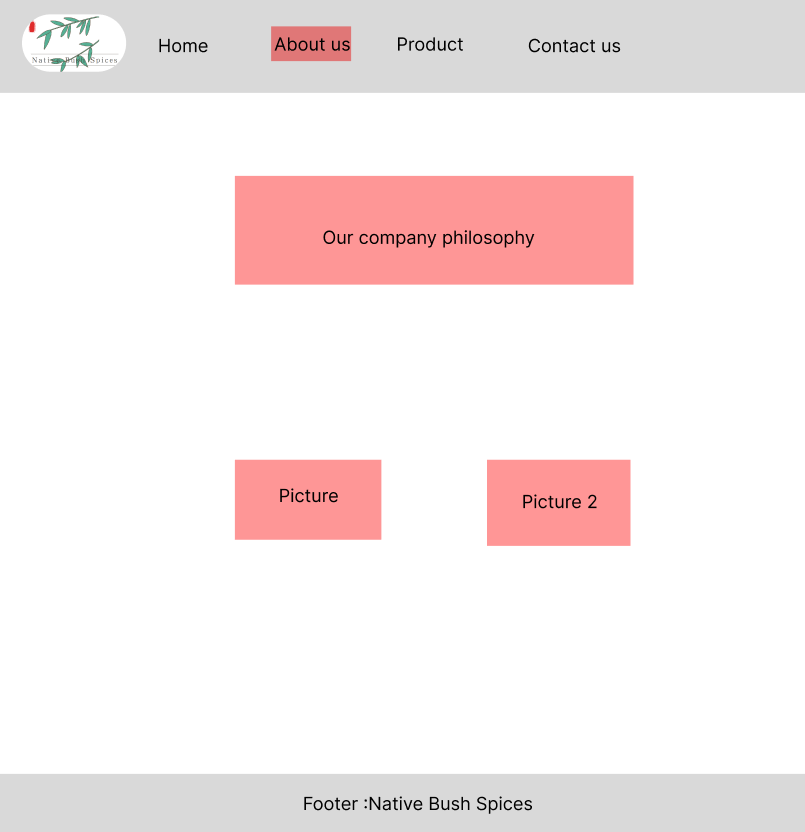 Native Bush Spices
Home
About us
Product
Contact us
Our company philosophy
Picture
Picture 2
Footer :Native Bush Spices